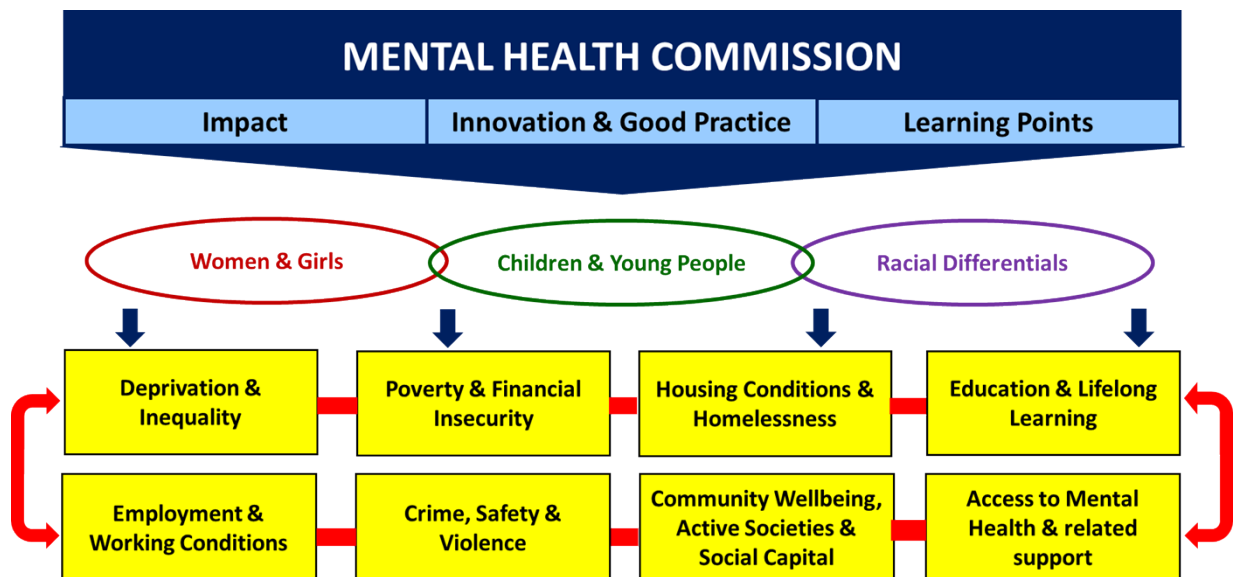 MENTAL HEALTH COMMISSION
Impact
Innovation & Good Practice
Learning Points
Women & Girls
Children & Young People
Racial Differentials
Deprivation &
Inequality
Poverty & Financial
Insecurity
Housing Conditions &
Homelessness
Education & Lifelong
Learning
Employment &
Working Conditions
Crime, Safety &
Violence
Community Wellbeing,
Active Societies &
Social Capital
Access to Mental
Health & related
support